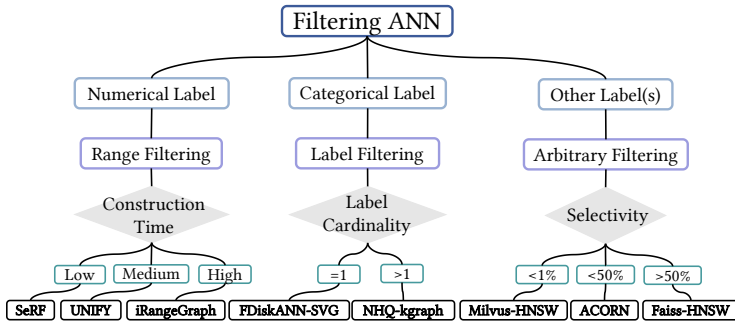 Filtering ANN
Numerical Label
Categorical Label
Other Label(s)
Range Filtering
Label Filtering
Arbitrary Filtering
Construction
Time
Label
Cardinality
Selectivity
Low
Medium
High
=1
>1
<1%
<50%
>50%
SeRF
UNIFY
iRangeGraph
FDiskANN-SVG
NHQ-kgraph
Milvus-HNSW
ACORN
Faiss-HNSW